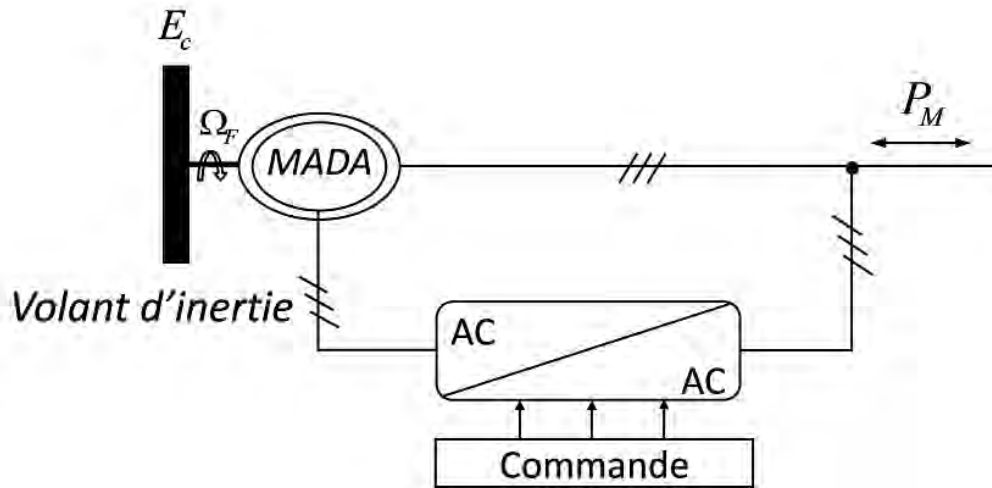 E_c
P_M
Ω_F
MADA
Volant d'inertie
AC
AC
Commande